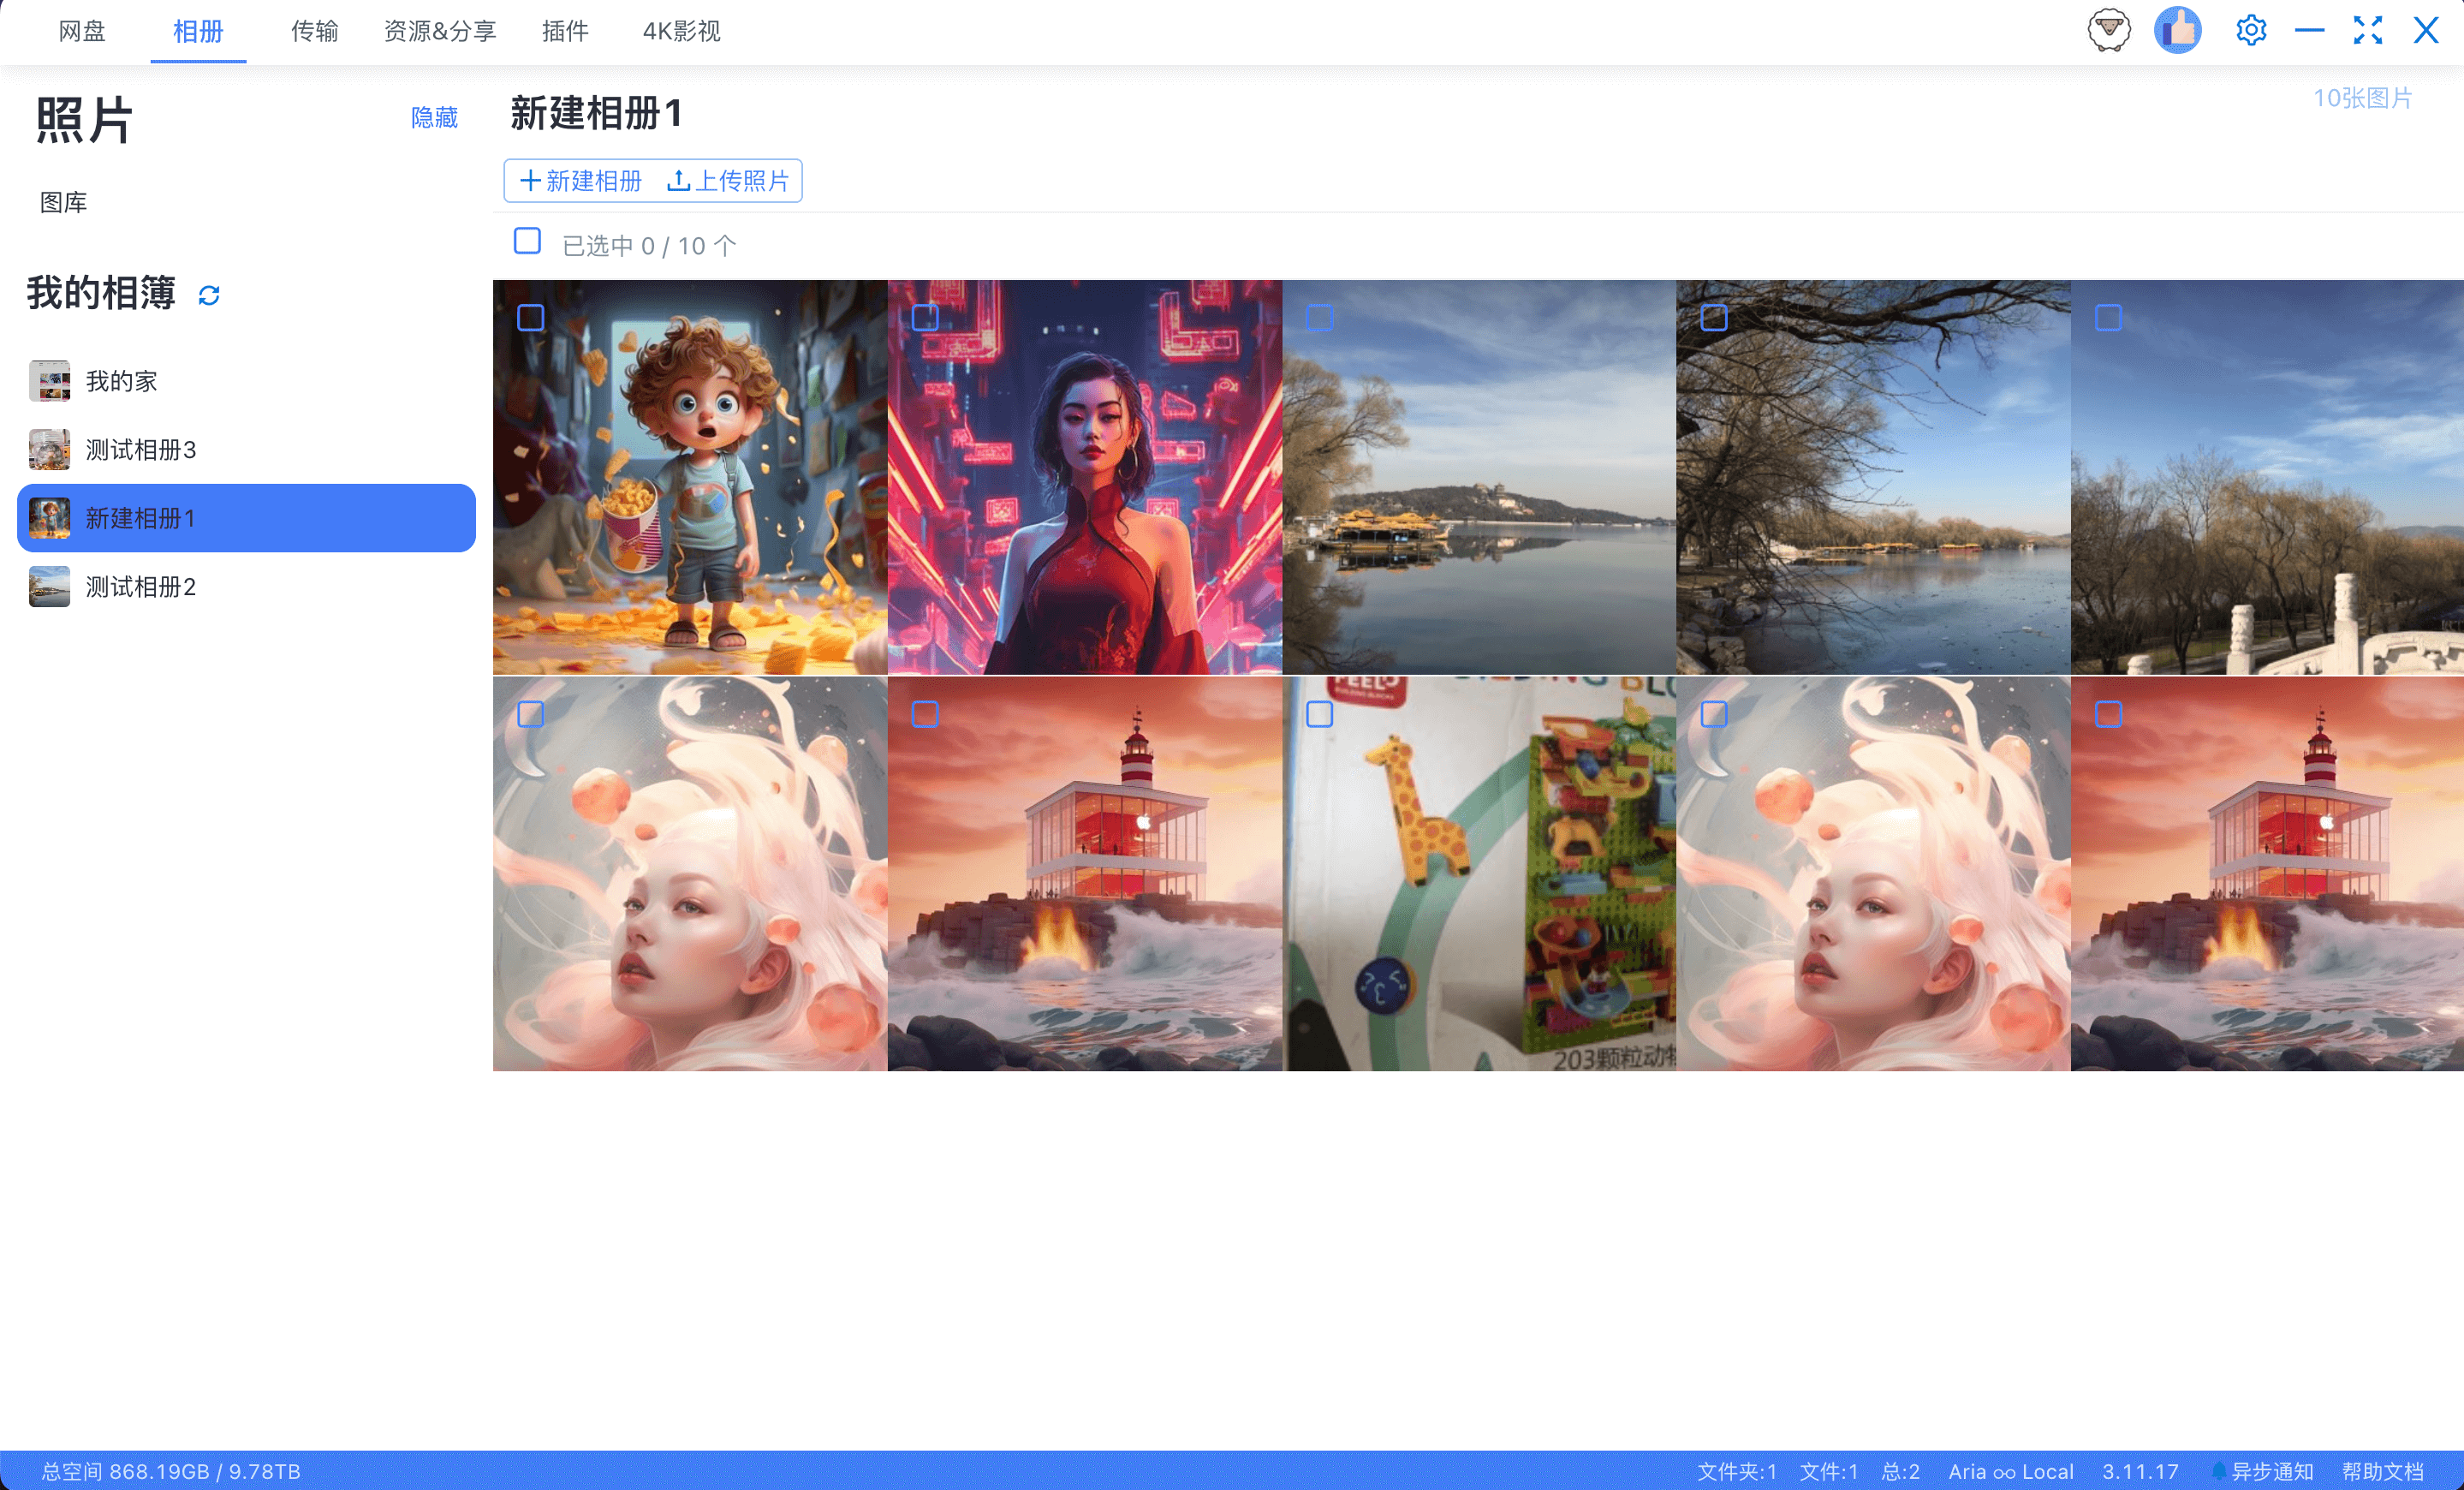 网盘 相册 传输 资源&分享 插件 4K影视
照片 隐藏
图库
我的相簿
我的家
测试相册3
新建相册1
测试相册2
新建相册1 10张图片
新建相册 上传照片
已选中 0 / 10 个
FEELO
BUILDING BLOCKS
203颗粒动物
总空间 868.19GB / 9.78TB 文件夹:1 文件:1 总:2 Aria Local 3.11.17 异步通知 帮助文档